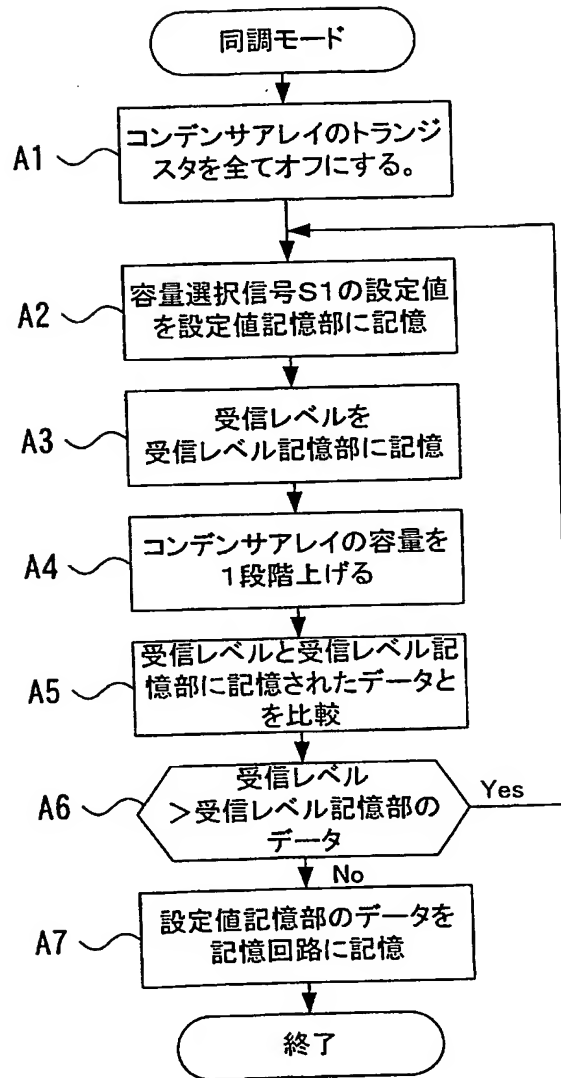 同調モード
A1
コンデンサアレイのトランジ
スタを全てオフにする。
A2
容量選択信号S1の設定値
を設定値記憶部に記憶
A3
受信レベルを
受信レベル記憶部に記憶
A4
コンデンサアレイの容量を
1段階上げる
A5
受信レベルと受信レベル記
憶部に記憶されたデータと
を比較
A6
受信レベル
＞受信レベル記憶部の
データ
Yes
No
A7
設定値記憶部のデータを
記憶回路に記憶
終了